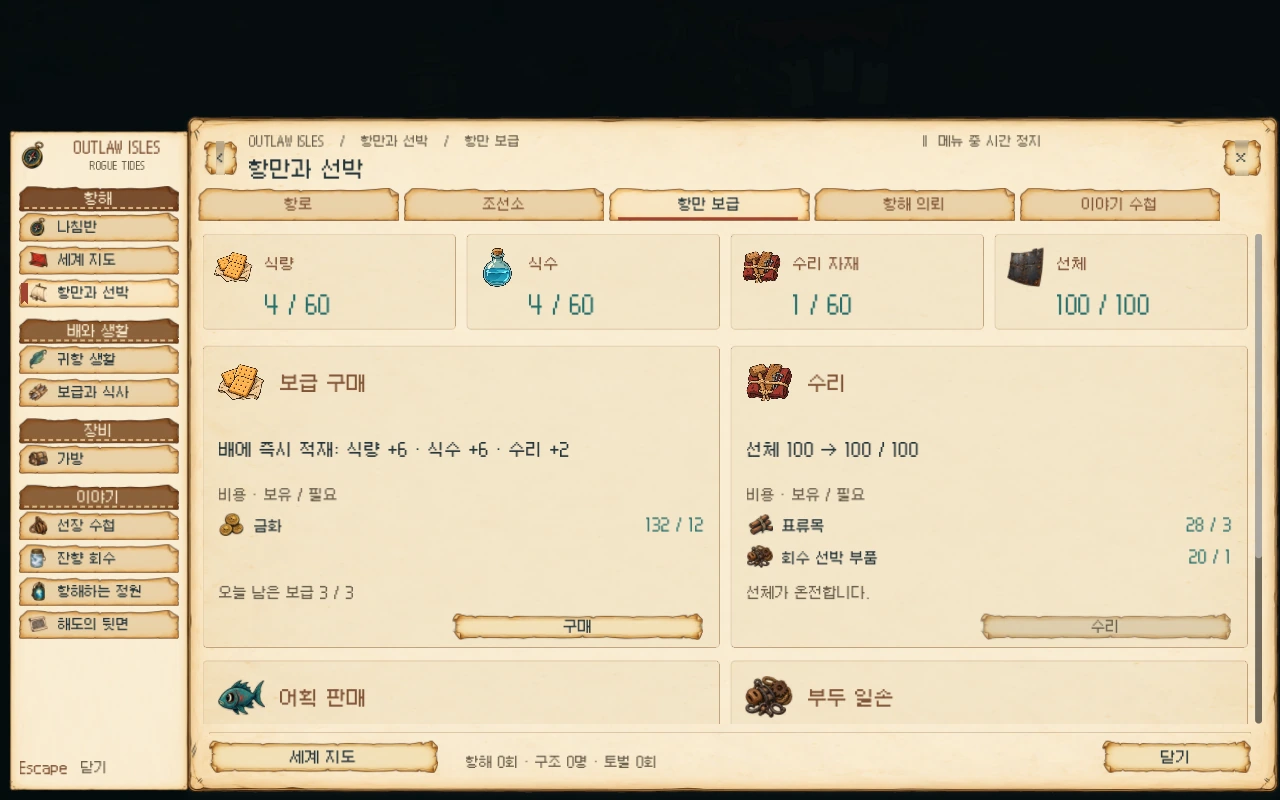 OUTLAW ISLES
ROGUE TIDES
항해
나침반
세계 지도
항만과 선박
배와 생활
귀항 생활
보급과 식사
장비
가방
이야기
선장 수첩
잔향 회수
항해하는 정원
해도의 뒷면
Escape 닫기
OUTLAW ISLES / 항만과 선박 / 항만 보급
Ⅱ 메뉴 중 시간 정지
<
항만과 선박
×
항로
조선소
항만 보급
항해 의뢰
이야기 수첩
식량
4 / 60
식수
4 / 60
수리 자재
1 / 60
선체
100 / 100
보급 구매
배에 즉시 적재: 식량 +6 · 식수 +6 · 수리 +2
비용 · 보유 / 필요
금화 132 / 12
오늘 남은 보급 3 / 3
구매
수리
선체 100 → 100 / 100
비용 · 보유 / 필요
표류목 28 / 3
회수 선박 부품 20 / 1
선체가 온전합니다.
수리
어획 판매
부두 일손
세계 지도
항해 0회 · 구조 0명 · 토벌 0회
닫기